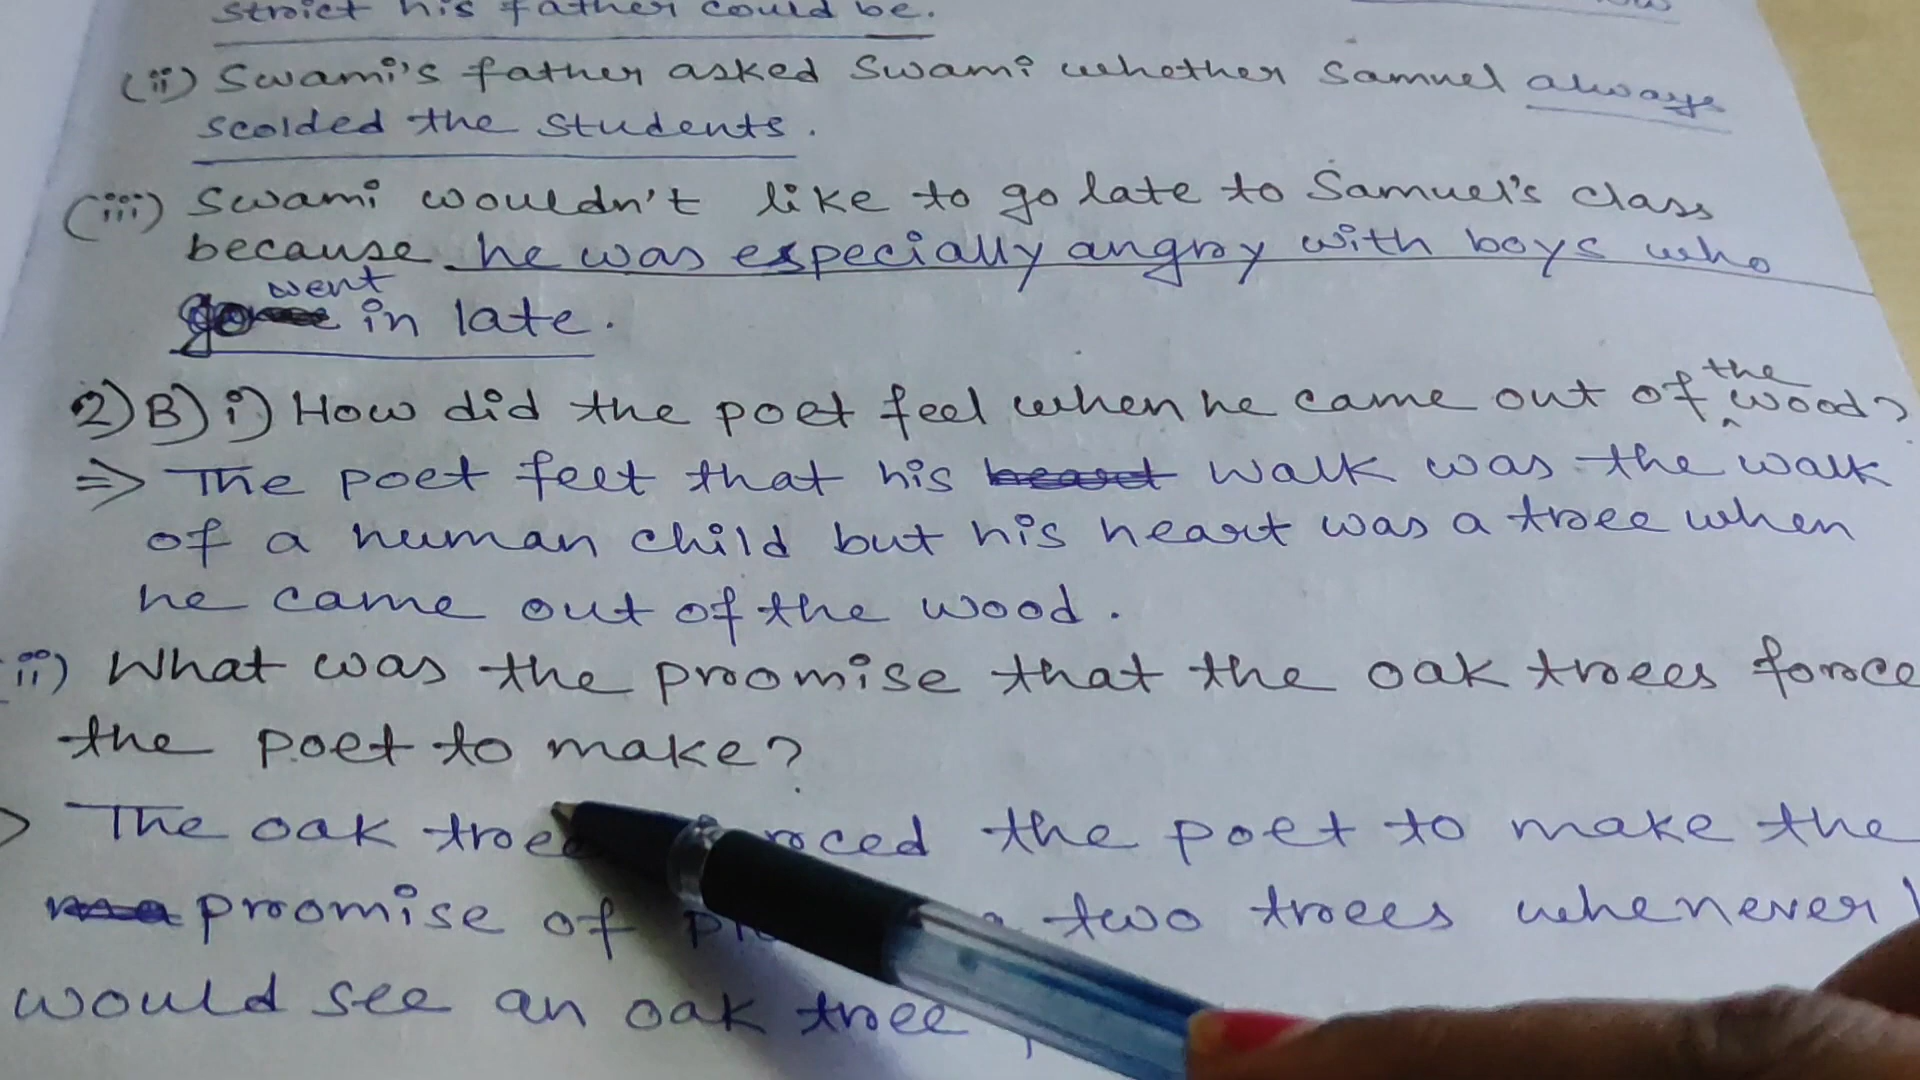 strict his father could be.
(ii) Swami's father asked Swami whether Samuel always
scolded the students.
(iii) Swami wouldn't like to go late to Samuel's class
because he was especially angry with boys who
went
in late.
2) B) i) How did the poet feel when he came out of the wood?
⇒ The poet feet that his heart walk was the walk
of a human child but his heart was a tree when
he came out of the wood.
ii) What was the promise that the oak trees force
the poet to make?
The oak the poet to make the
promise of two trees whenever
would see an oak tree